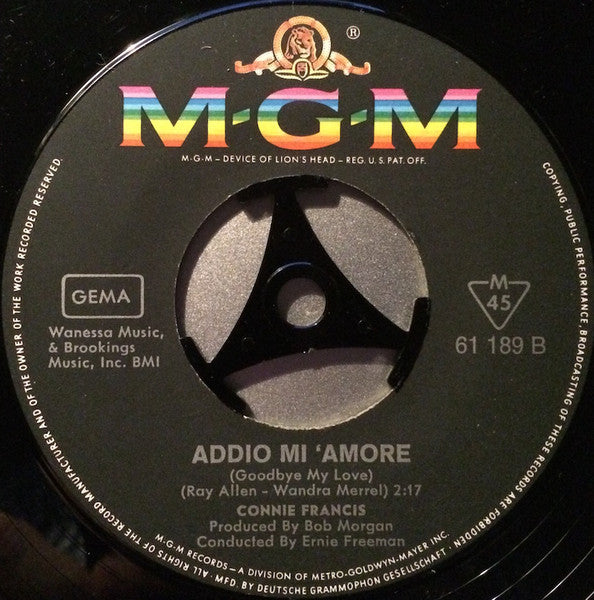 ®
M-G-M
M-G-M — DEVICE OF LION'S HEAD — REG. U.S. PAT. OFF.
GEMA
Wanessa Music,
& Brookings
Music, Inc. BMI
M
45
61 189 B
ADDIO MI 'AMORE
(Goodbye My Love)
(Ray Allen - Wandra Merrel) 2:17
CONNIE FRANCIS
Produced By Bob Morgan
Conducted By Ernie Freeman
M-G-M RECORDS — A DIVISION OF METRO-GOLDWYN-MAYER INC.
ALL RIGHTS OF THE RECORD MANUFACTURER AND OF THE OWNER OF THE WORK RECORDED RESERVED.
COPYING, PUBLIC PERFORMANCE, BROADCASTING OF THESE RECORDS ARE FORBIDDEN
· MFD. BY DEUTSCHE GRAMMOPHON GESELLSCHAFT ·